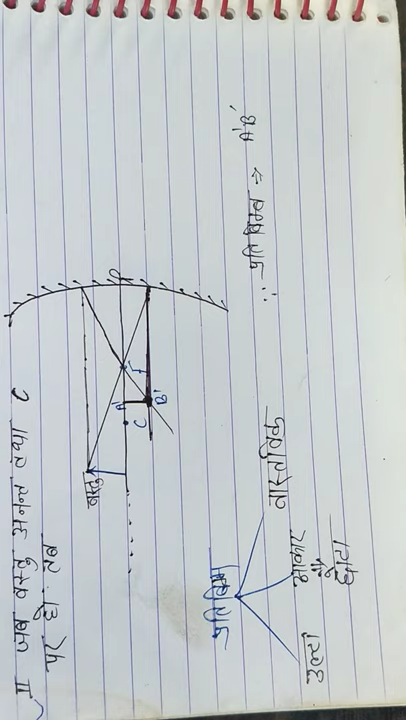 II जब वस्तु अनन्त तथा C
पर हो. तब
वस्तु
A'
C
F
P
B'
∴ प्रतिबिम्ब ⇒ A'B'
प्रतिबिम्ब
उल्टा
आकार
छोटा
वास्तविक